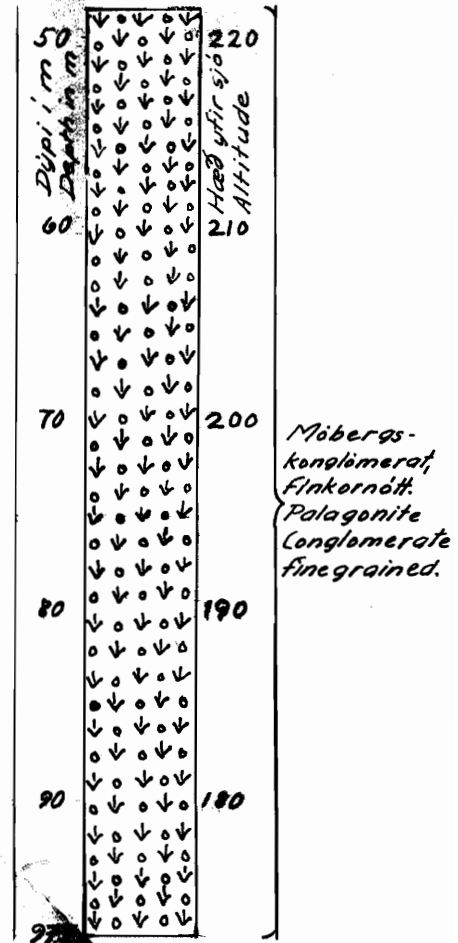 Dýpi í m
Depth in m
50
60
70
80
90
Hæð yfir sjó
Altitude
220
210
200
190
180
Móbergs-
konglómerat,
fínkornótt.
Palagonite
Conglomerate
finegrained.